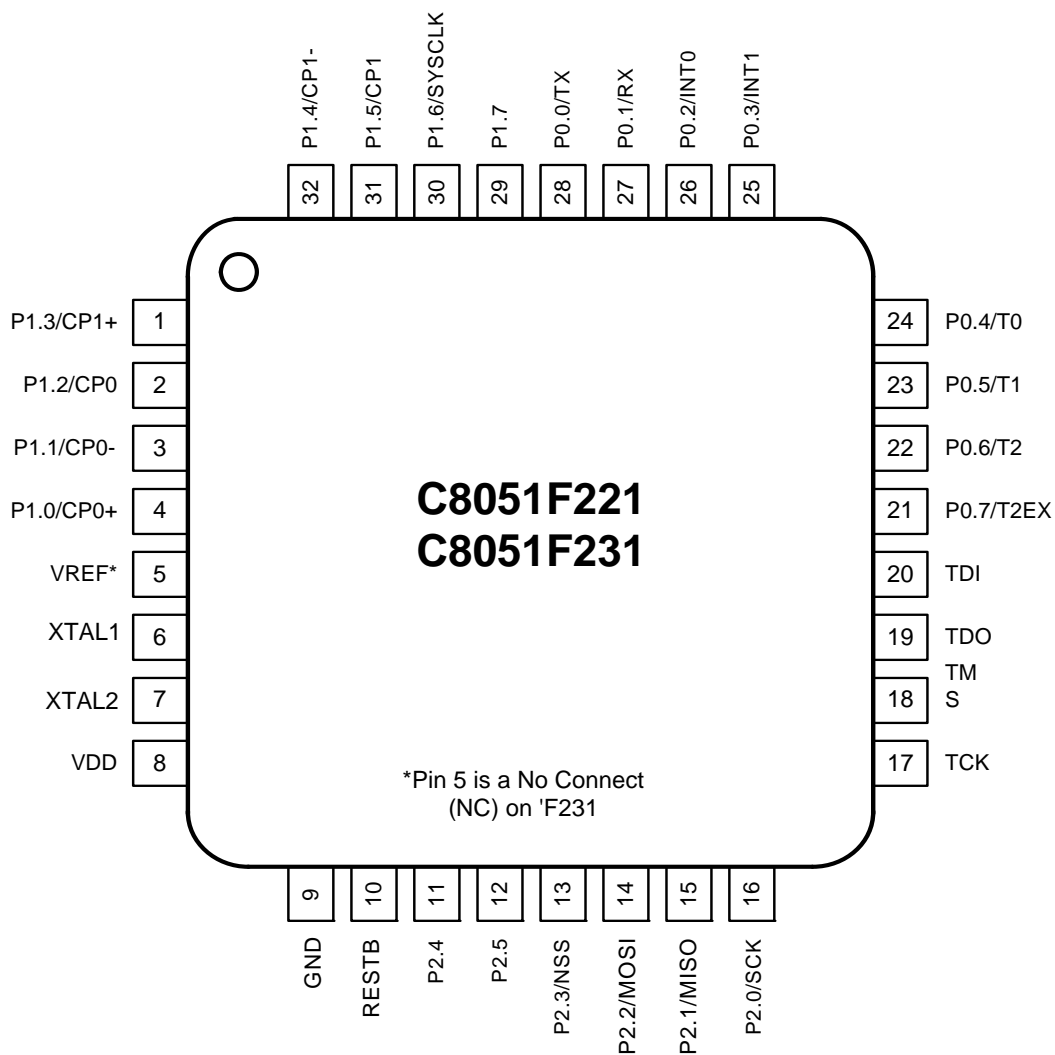 P1.4/CP1-
P1.5/CP1
P1.6/SYSCLK
P1.7
P0.0/TX
P0.1/RX
P0.2/INT0
P0.3/INT1
32
31
30
29
28
27
26
25
P1.3/CP1+ 1
P1.2/CP0 2
P1.1/CP0- 3
P1.0/CP0+ 4
VREF* 5
XTAL1 6
XTAL2 7
VDD 8
C8051F221
C8051F231
*Pin 5 is a No Connect
(NC) on 'F231
24 P0.4/T0
23 P0.5/T1
22 P0.6/T2
21 P0.7/T2EX
20 TDI
19 TDO
TM
18 S
17 TCK
9
10
11
12
13
14
15
16
GND
RESTB
P2.4
P2.5
P2.3/NSS
P2.2/MOSI
P2.1/MISO
P2.0/SCK